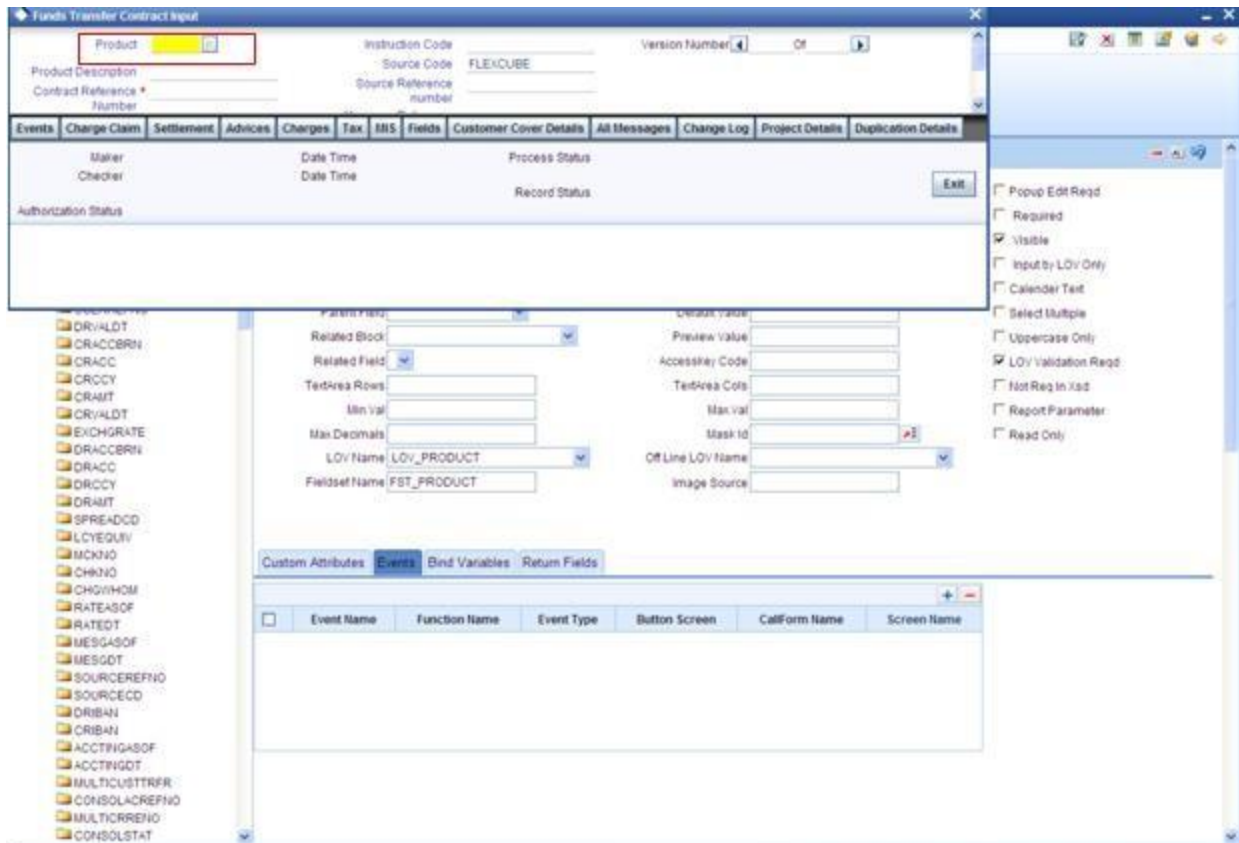 Funds Transfer Contract Input
Product
Instruction Code
Version Number
Of
Product Description
Source Code FLEXCUBE
Contract Reference *
Number
Source Reference
number
Events Charge Claim Settlement Advices Charges Tax MIS Fields Customer Cover Details All Messages Change Log Project Details Duplication Details
Maker Date Time Process Status
Checker Date Time
Record Status
Exit
Authorization Status
Popup Edit Reqd
Required
Visible
Input by LOV Only
Calender Text
Select Multiple
Uppercase Only
LOV Validation Reqd
Not Req In Xsd
Report Parameter
Read Only
DRVALDT
CRACCBRN
CRACC
CRCCY
CRAMT
CRVALDT
EXCHGRATE
DRACCBRN
DRACC
DRCCY
DRAMT
SPREADCD
LCYEQUIV
MCKNO
CHKNO
CHGWHOM
RATEASOF
RATEDT
MESGASOF
MESGDT
SOURCEREFNO
SOURCECD
DRIBAN
CRIBAN
ACCTINGASOF
ACCTINGDT
MULTICUSTTRFR
CONSOLACREFNO
MULTICRRENO
CONSOLSTAT
Parent Field Default Value
Related Block Preview Value
Related Field Accesskey Code
TextArea Rows TextArea Cols
Min Val Max Val
Max Decimals Mask Id
LOV Name LOV_PRODUCT Off Line LOV Name
Fieldset Name FST_PRODUCT Image Source
Custom Attributes Events Bind Variables Return Fields
Event Name Function Name Event Type Button Screen CallForm Name Screen Name